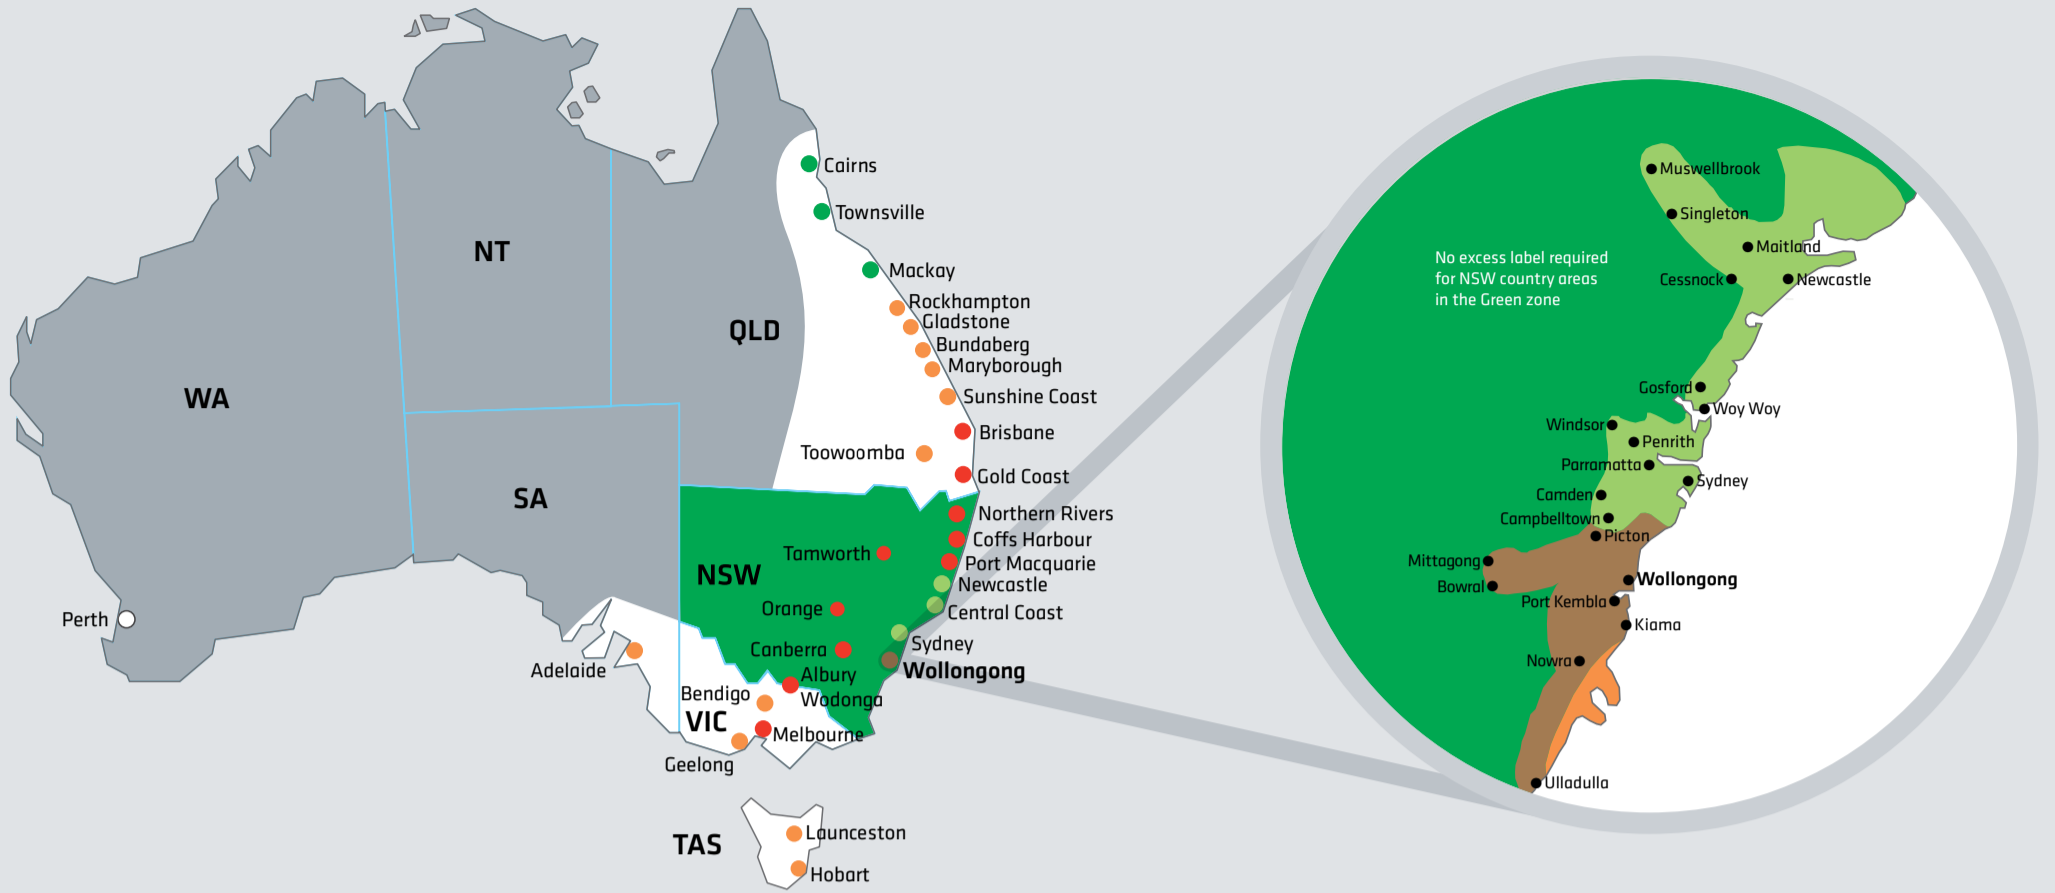 NT
QLD
WA
SA
NSW
VIC
TAS
Perth
Adelaide
Cairns
Townsville
Mackay
Rockhampton
Gladstone
Bundaberg
Maryborough
Sunshine Coast
Brisbane
Toowoomba
Gold Coast
Northern Rivers
Coffs Harbour
Tamworth
Port Macquarie
Newcastle
Orange
Central Coast
Sydney
Canberra
Wollongong
Albury
Wodonga
Bendigo
Melbourne
Geelong
Launceston
Hobart
No excess label required
for NSW country areas
in the Green zone
Muswellbrook
Singleton
Maitland
Cessnock
Newcastle
Gosford
Woy Woy
Windsor
Penrith
Parramatta
Sydney
Camden
Campbelltown
Picton
Mittagong
Wollongong
Bowral
Port Kembla
Kiama
Nowra
Ulladulla